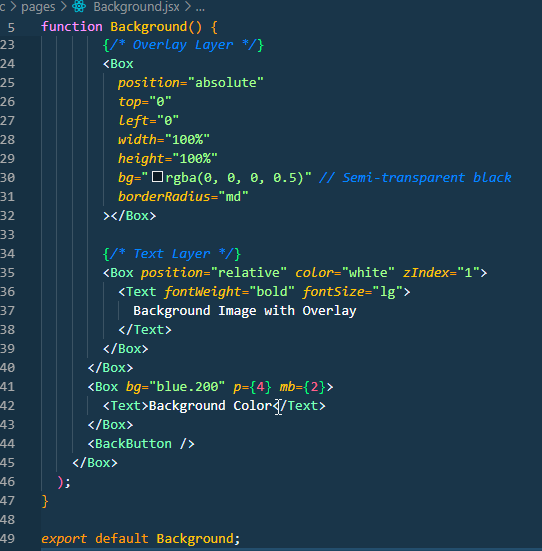 c > pages > Background.jsx > ...
5 function Background() {
23 {/* Overlay Layer */}
24 <Box
25 position="absolute"
26 top="0"
27 left="0"
28 width="100%"
29 height="100%"
30 bg="rgba(0, 0, 0, 0.5)" // Semi-transparent black
31 borderRadius="md"
32 ></Box>
33
34 {/* Text Layer */}
35 <Box position="relative" color="white" zIndex="1">
36 <Text fontWeight="bold" fontSize="lg">
37 Background Image with Overlay
38 </Text>
39 </Box>
40 </Box>
41 <Box bg="blue.200" p={4} mb={2}>
42 <Text>Background Color</Text>
43 </Box>
44 <BackButton />
45 </Box>
46 );
47 }
48
49 export default Background;